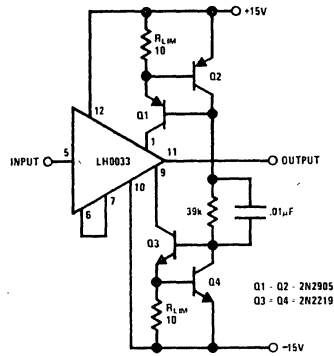 +15V
RLIM
10
Q2
12
Q1
1
INPUT
5
LH0033
11
OUTPUT
10
9
6
7
39k
.01μF
Q3
Q4
Q1 - Q2 - 2N2905
Q3 = Q4 = 2N2219
RLIM
10
-15V